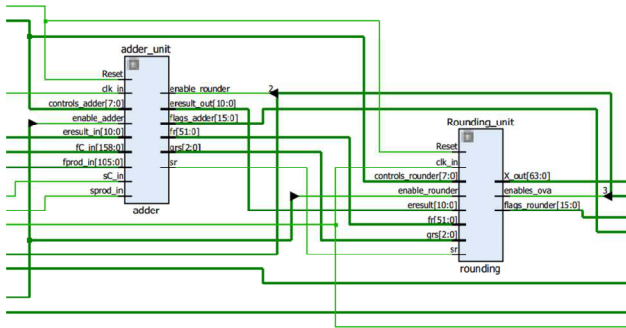 adder_unit
Reset
clk_in
controls_adder[7:0]
enable_adder
eresult_in[10:0]
fC_in[158:0]
fprod_in[105:0]
sC_in
sprod_in
enable_rounder
eresult_out[10:0]
flags_adder[15:0]
fr[51:0]
grs[2:0]
sr
adder
2
Rounding_unit
Reset
clk_in
controls_rounder[7:0]
enable_rounder
eresult[10:0]
fr[51:0]
grs[2:0]
sr
X_out[63:0]
enables_ova
flags_rounder[15:0]
rounding
3